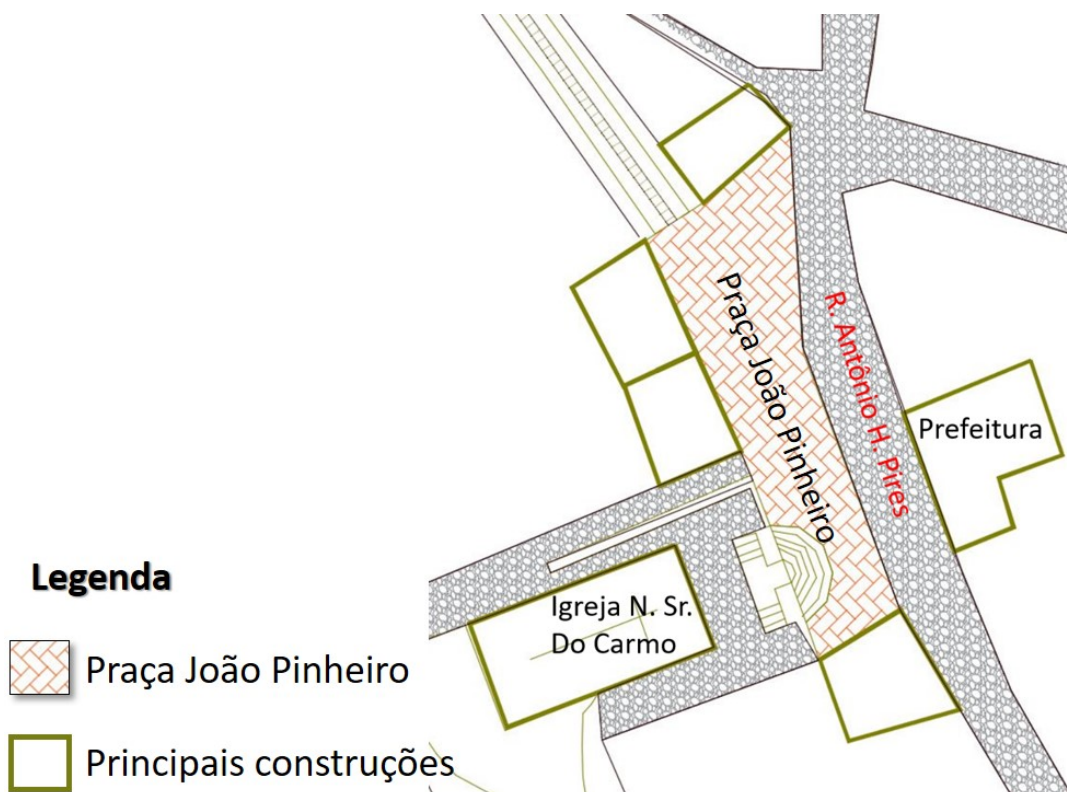 Praça João Pinheiro
R. Antônio H. Pires
Prefeitura
Igreja N. Sr.
Do Carmo
Legenda
Praça João Pinheiro
Principais construções